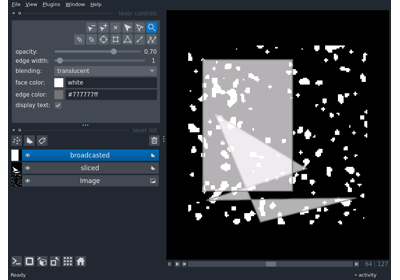 File View Plugins Window Help
layer controls
opacity: 0.70
edge width: 1
blending: translucent
face color: white
edge color: #777777ff
display text:
layer list
broadcasted
sliced
Image
64 127
Ready
activity